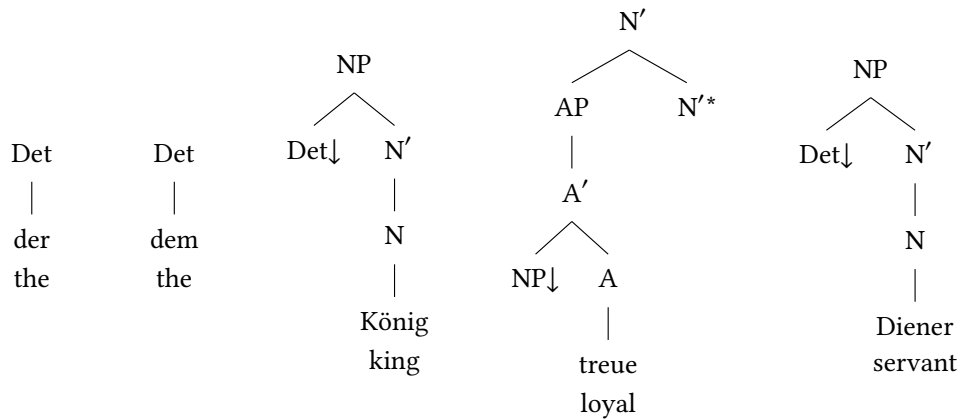 N′
NP
NP
AP N′*
Det Det Det↓ N′ Det↓ N′
A′
der dem N N
the the
NP↓ A
König Diener
king servant
treue
loyal